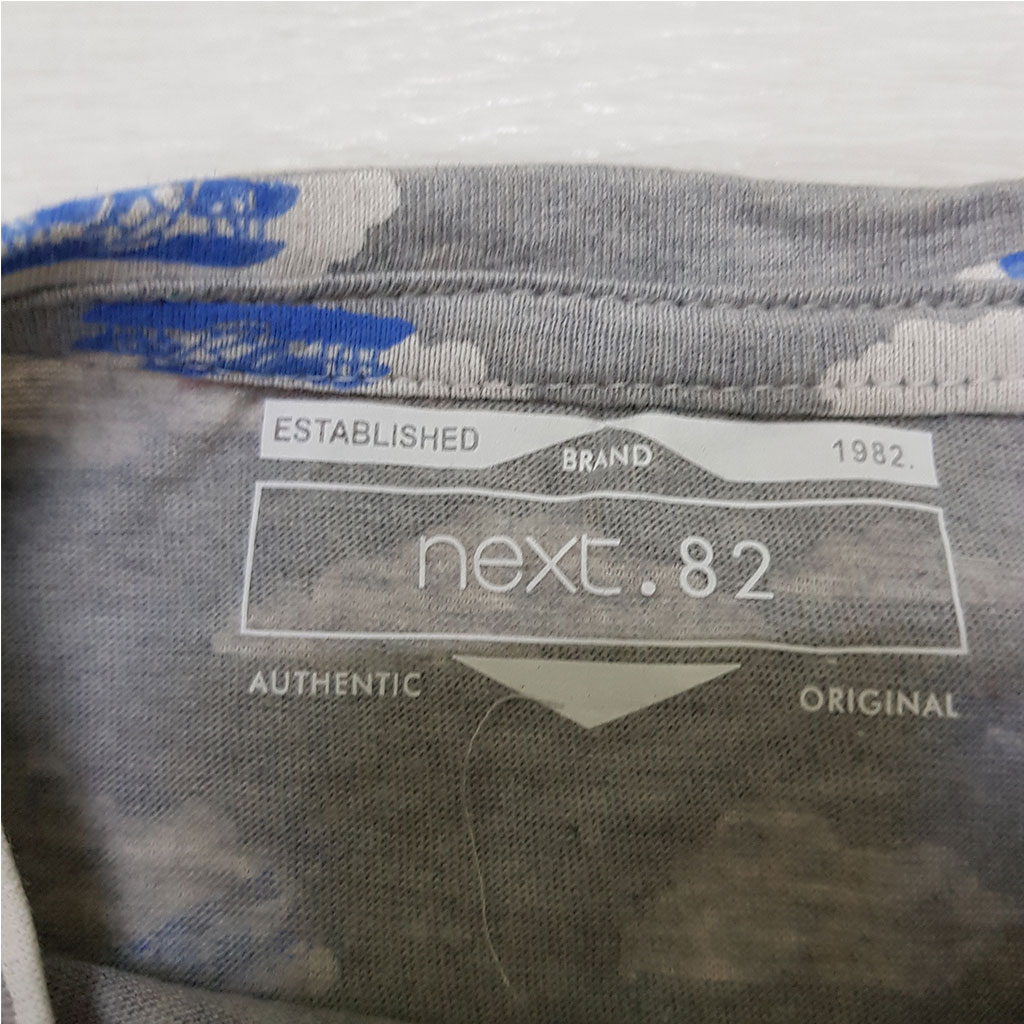 ESTABLISHED BRAND 1982.
next.82
AUTHENTIC ORIGINAL